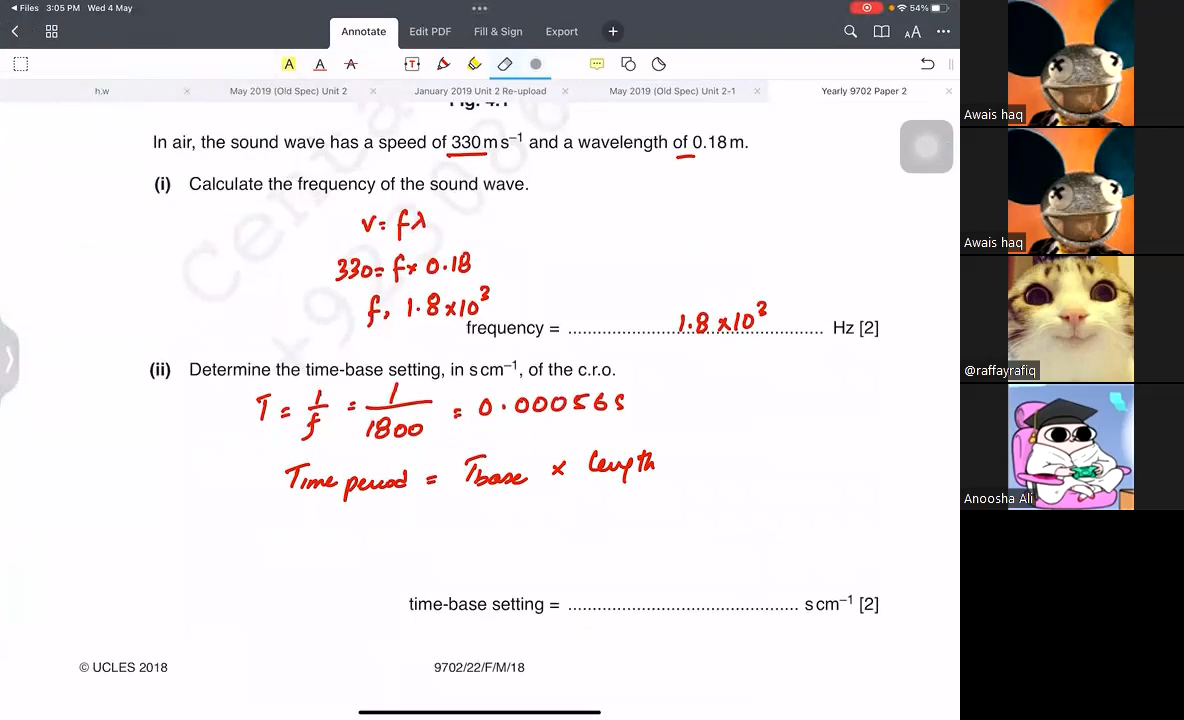 Files 3:05 PM Wed 4 May 54%
Annotate Edit PDF Fill & Sign Export
AA
A A A T
h.w May 2019 (Old Spec) Unit 2 January 2019 Unit 2 Re-upload May 2019 (Old Spec) Unit 2-1 Yearly 9702 Paper 2
Fig. 4.1
In air, the sound wave has a speed of 330 m s⁻¹ and a wavelength of 0.18 m.
(i) Calculate the frequency of the sound wave.
v = fλ
330 = f × 0.18
f, 1.8 × 10³
frequency = ............ 1.8 × 10³ ............ Hz [2]
(ii) Determine the time-base setting, in s cm⁻¹, of the c.r.o.
T = 1/f = 1/1800 = 0.00056s
Time period = Tbase × length
time-base setting = ................................................ s cm⁻¹ [2]
© UCLES 2018 9702/22/F/M/18
Awais haq
Awais haq
@raffayrafiq
Anoosha Ali